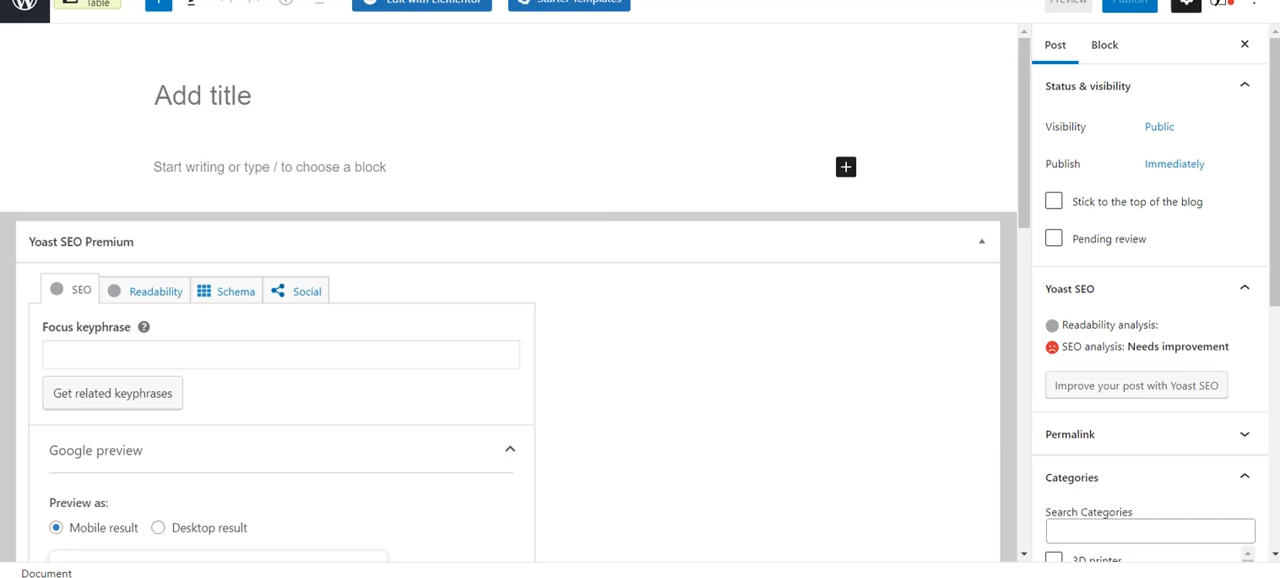 Table
Edit with Elementor
Starter Templates
Preview
Publish
Post
Block
Add title
Status & visibility
Visibility
Public
Start writing or type / to choose a block
Publish
Immediately
Stick to the top of the blog
Pending review
Yoast SEO Premium
SEO
Readability
Schema
Social
Yoast SEO
Focus keyphrase
Readability analysis:
SEO analysis: Needs improvement
Get related keyphrases
Improve your post with Yoast SEO
Google preview
Permalink
Categories
Preview as:
Search Categories
Mobile result
Desktop result
3D printer
Document